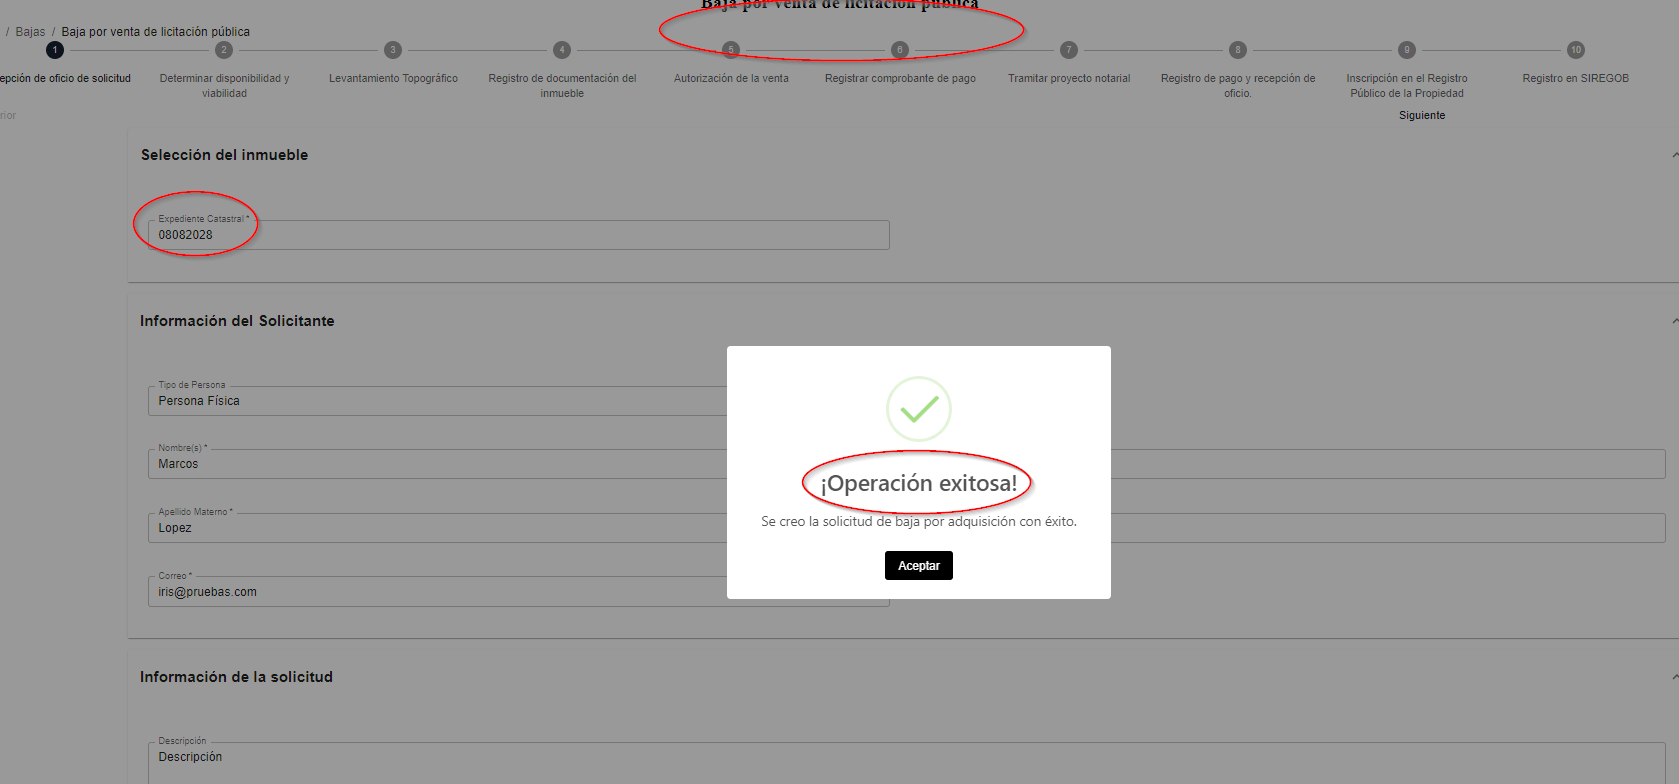 Baja por venta de licitación pública
/ Bajas / Baja por venta de licitación pública
1 2 3 4 5 6 7 8 9 10
epción de oficio de solicitud
Determinar disponibilidad y
viabilidad
Levantamiento Topográfico
Registro de documentación del
inmueble
Autorización de la venta
Registrar comprobante de pago
Tramitar proyecto notarial
Registro de pago y recepción de
oficio.
Inscripción en el Registro
Público de la Propiedad
Registro en SIREGOB
rior
Siguiente
Selección del inmueble
Expediente Catastral *
08082028
Información del Solicitante
Tipo de Persona
Persona Física
Nombre(s) *
Marcos
Apellido Materno *
Lopez
Correo *
iris@pruebas.com
¡Operación exitosa!
Se creo la solicitud de baja por adquisición con éxito.
Aceptar
Información de la solicitud
Descripción
Descripción